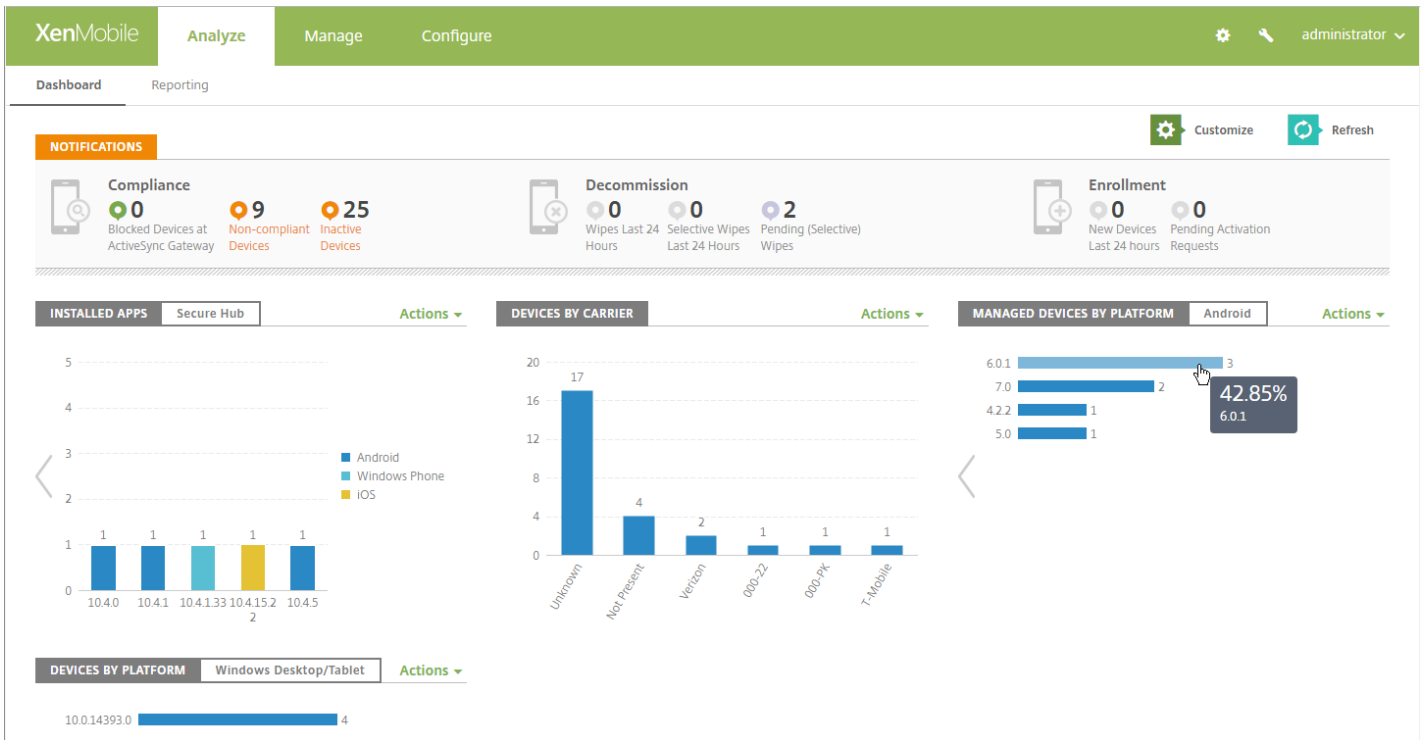 XenMobile Analyze Manage Configure administrator
Dashboard Reporting
Customize Refresh
NOTIFICATIONS
Compliance
0 9 25
Blocked Devices at Non-compliant Inactive
ActiveSync Gateway Devices Devices
Decommission
0 0 2
Wipes Last 24 Selective Wipes Pending (Selective)
Hours Last 24 Hours Wipes
Enrollment
0 0
New Devices Pending Activation
Last 24 hours Requests
INSTALLED APPS Secure Hub Actions
5
4
3
2
1
0
1 1 1 1 1
10.4.0 10.4.1 10.4.1.33 10.4.15.2 10.4.5
2
Android
Windows Phone
iOS
DEVICES BY CARRIER Actions
20
16
12
8
4
0
17 4 2 1 1 1
Unknown Not Present Verizon 000-22 000-PK T-Mobile
MANAGED DEVICES BY PLATFORM Android Actions
6.0.1 3
7.0 2
4.2.2 1
5.0 1
42.85%
6.0.1
DEVICES BY PLATFORM Windows Desktop/Tablet Actions
10.0.14393.0 4